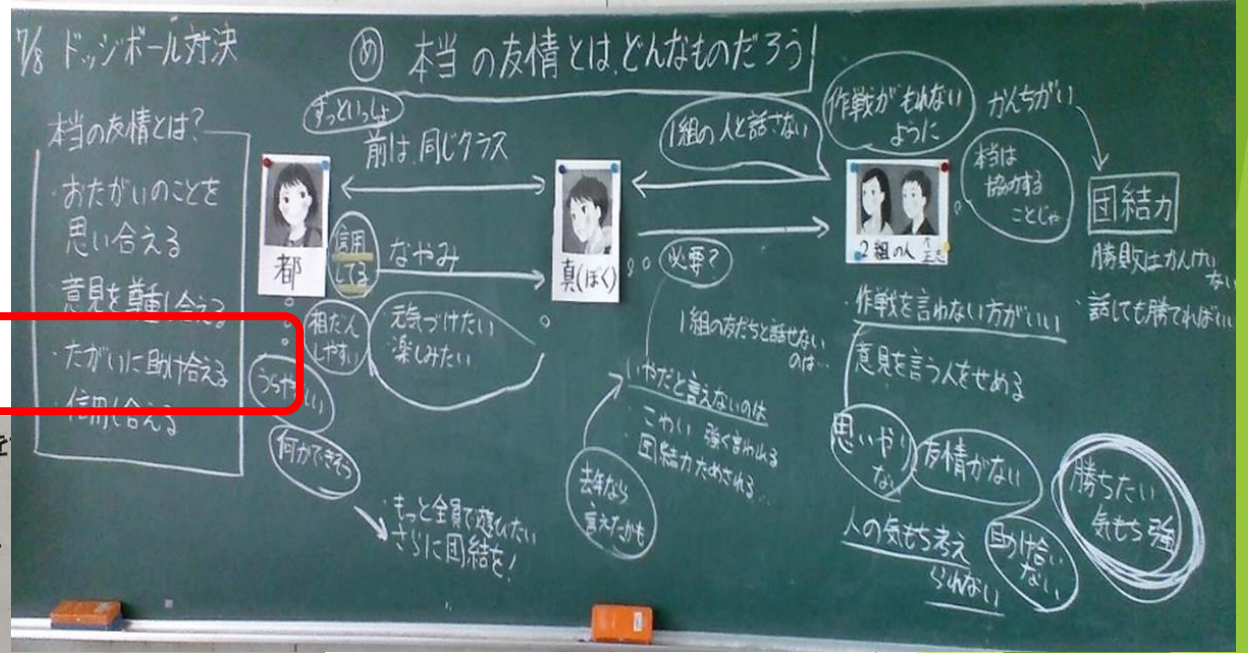 7/8 ドッジボール対決
め 本当の友情とは、どんなものだろう
本当の友情とは?
・おたがいのことを
思い合える
意見を尊重し合える
・たがいに助け合える
・信用し合える
ずっといっしょ
前は、同じクラス
都
信用
してる
なやみ
相だん
しやすい
元気づけたい
楽しみたい
うらやましい
何かできそう
・もっと全員で遊びたい
さらに団結を!
真(ぼく)
1組の人と話さない
必要?
1組の友だちと話せない
のは…
いやだと言えないのは
・こわい 強く言われる
・団結力ためされる…
去年なら
言えたかも
作戦がもれない
ように
2組の人
正志
・作戦を言わない方がいい
意見を言う人をせめる
思いやり
ない
友情がない
人の気もち考え
られない
助け合い
ない
勝ちたい
気もち強
かんちがい
本当は
協力する
ことじゃ
団結力
勝敗はかんけい
ない
・話しても勝てればいい
を